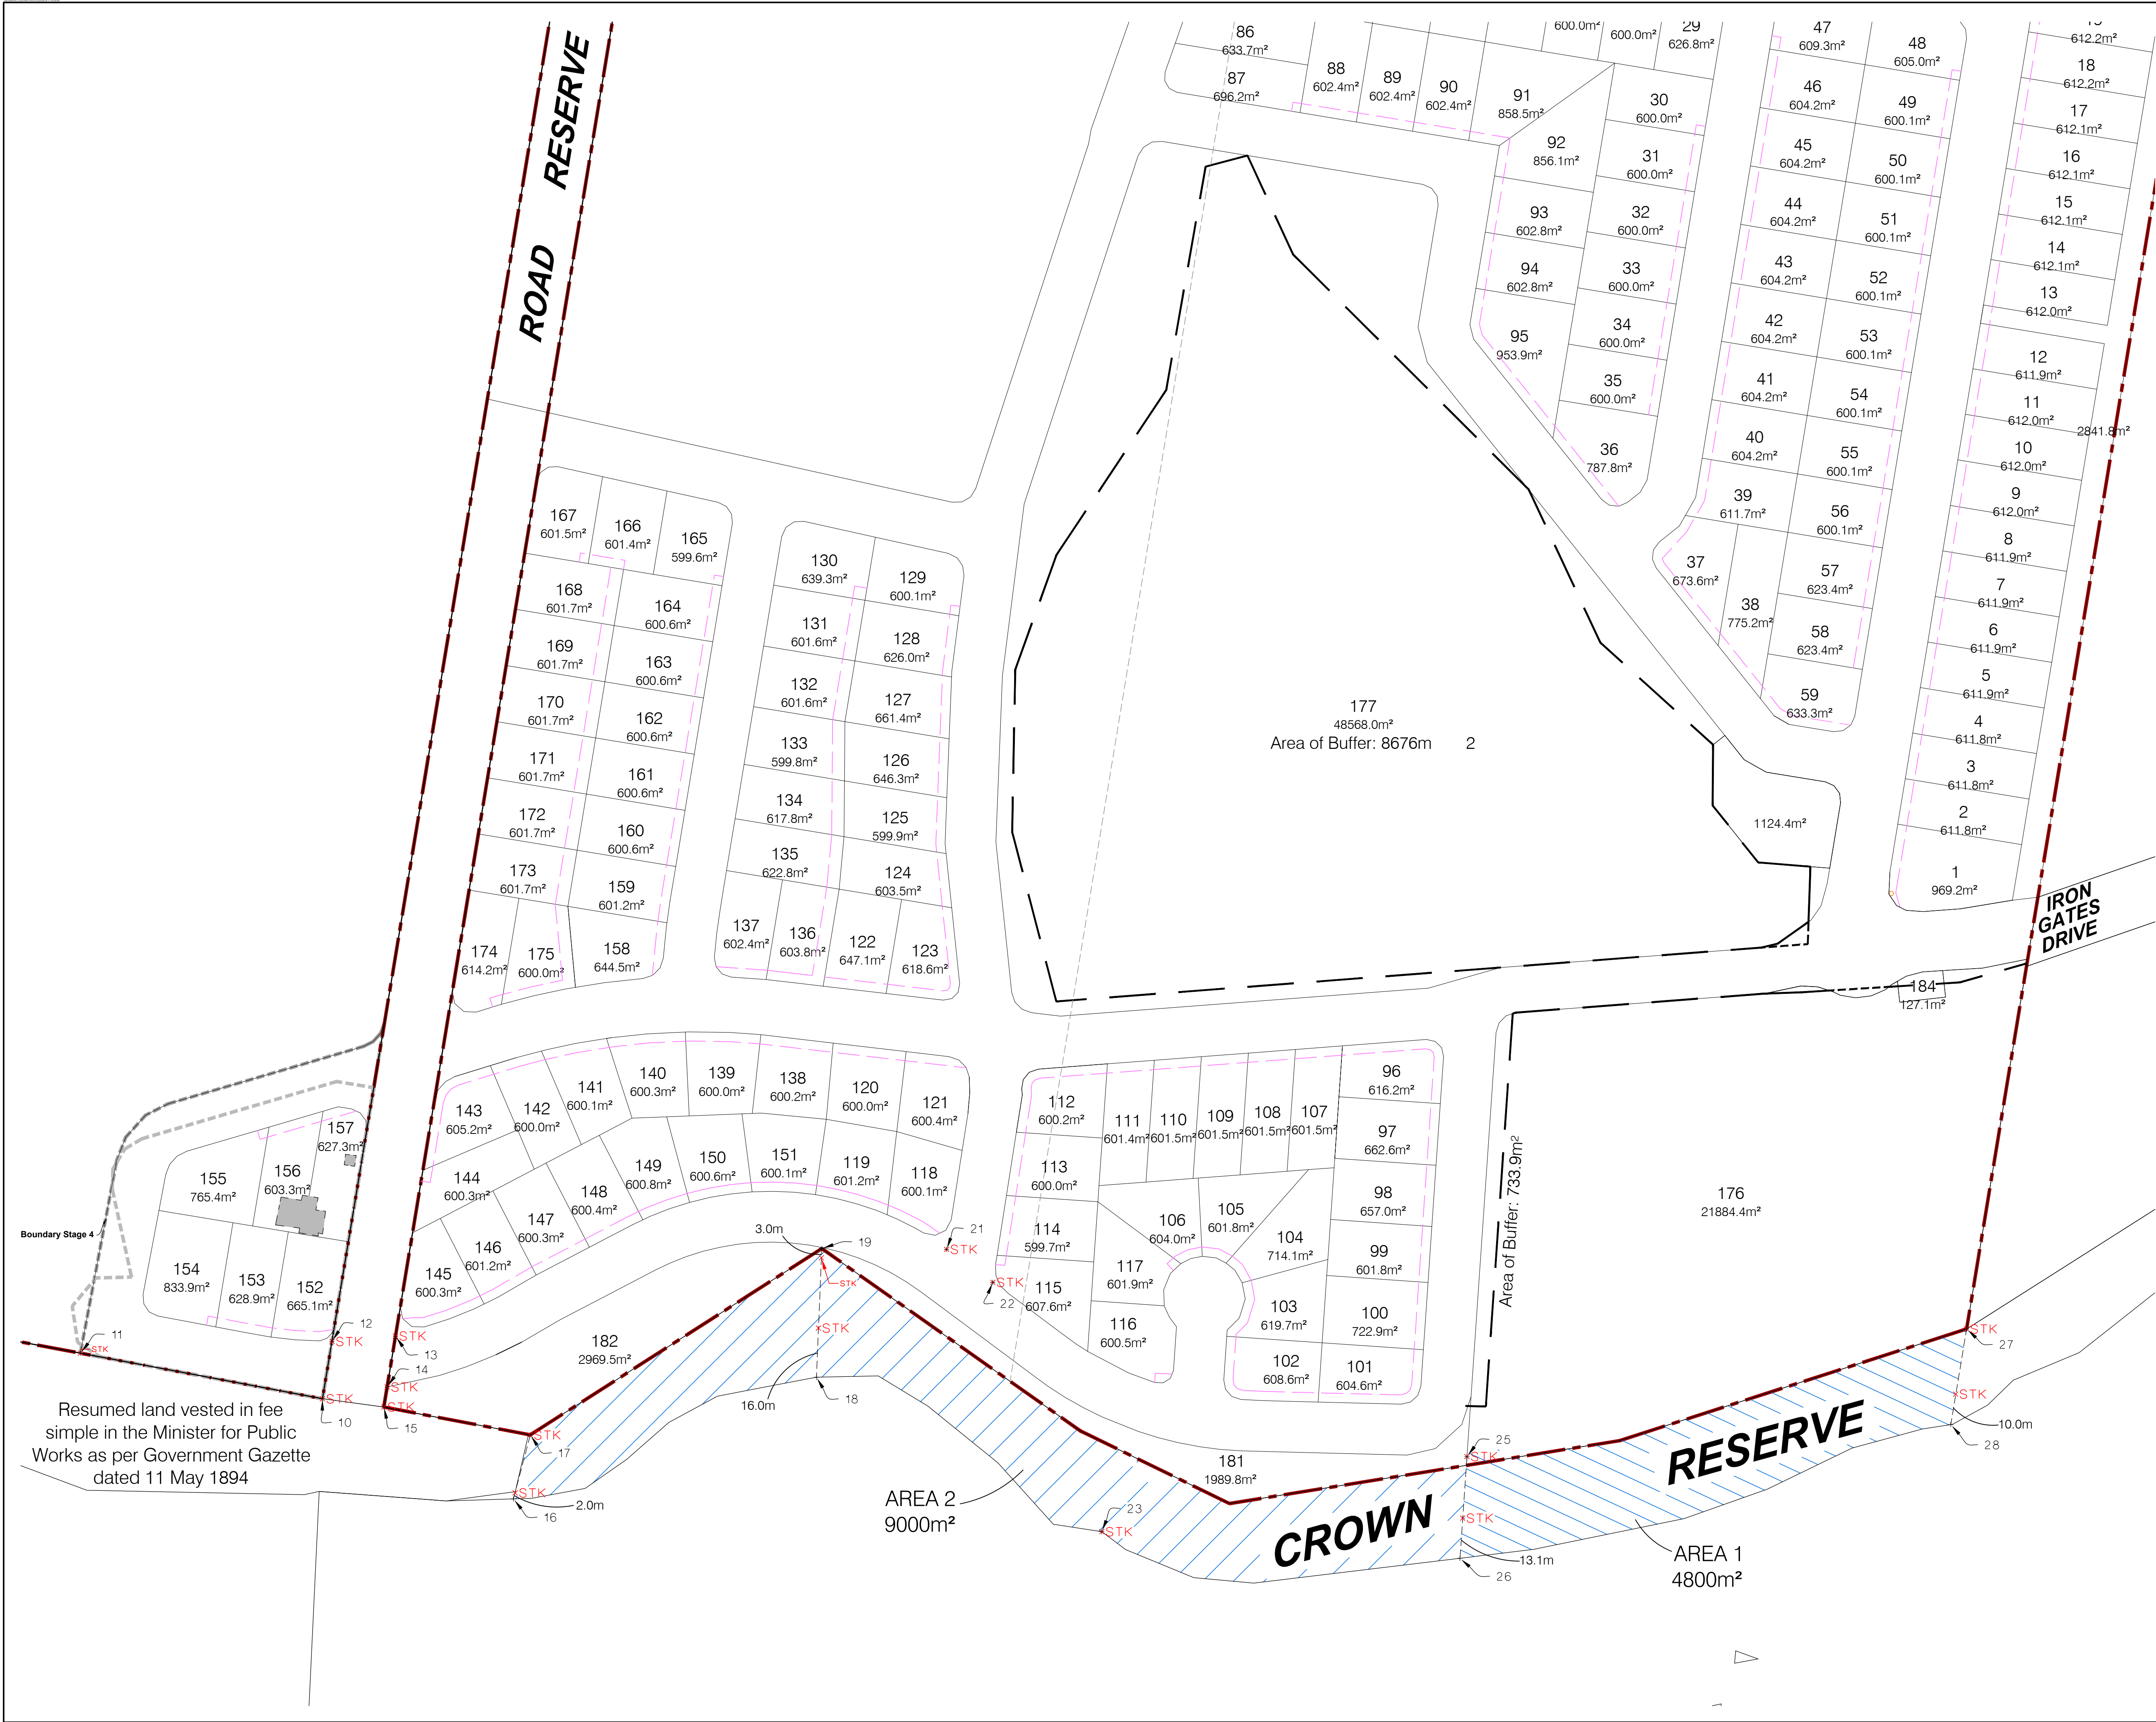 ROAD RESERVE
86
633.7m²
87
696.2m²
88
602.4m²
89
602.4m²
90
602.4m²
91
858.5m²
600.0m²
600.0m²
29
626.8m²
92
856.1m²
93
602.8m²
94
602.8m²
95
953.9m²
30
600.0m²
31
600.0m²
32
600.0m²
33
600.0m²
34
600.0m²
35
600.0m²
36
787.8m²
47
609.3m²
46
604.2m²
45
604.2m²
44
604.2m²
43
604.2m²
42
604.2m²
41
604.2m²
40
604.2m²
39
611.7m²
37
673.6m²
38
775.2m²
48
605.0m²
49
600.1m²
50
600.1m²
51
600.1m²
52
600.1m²
53
600.1m²
54
600.1m²
55
600.1m²
56
600.1m²
57
623.4m²
58
623.4m²
59
633.3m²
612.2m²
18
612.2m²
17
612.1m²
16
612.1m²
15
612.1m²
14
612.1m²
13
612.0m²
12
611.9m²
11
612.0m²
2841.8m²
10
612.0m²
9
612.0m²
8
611.9m²
7
611.9m²
6
611.9m²
5
611.9m²
4
611.8m²
3
611.8m²
2
611.8m²
1
969.2m²
IRON
GATES
DRIVE
167
601.5m²
166
601.4m²
165
599.6m²
168
601.7m²
164
600.6m²
169
601.7m²
163
600.6m²
170
601.7m²
162
600.6m²
171
601.7m²
161
600.6m²
172
601.7m²
160
600.6m²
173
601.7m²
159
601.2m²
174
614.2m²
175
600.0m²
158
644.5m²
130
639.3m²
129
600.1m²
131
601.6m²
128
626.0m²
132
601.6m²
127
661.4m²
133
599.8m²
126
646.3m²
134
617.8m²
125
599.9m²
135
622.8m²
124
603.5m²
137
602.4m²
136
603.8m²
122
647.1m²
123
618.6m²
177
48568.0m²
Area of Buffer: 8676m 2
1124.4m²
184
127.1m²
143
605.2m²
142
600.0m²
141
600.1m²
140
600.3m²
139
600.0m²
138
600.2m²
120
600.0m²
121
600.4m²
144
600.3m²
145
600.3m²
146
601.2m²
147
600.3m²
148
600.4m²
149
600.8m²
150
600.6m²
151
600.1m²
119
601.2m²
118
600.1m²
157
627.3m²
156
603.3m²
155
765.4m²
154
833.9m²
153
628.9m²
152
665.1m²
Boundary Stage 4
112
600.2m²
111
601.4m²
110
601.5m²
109
601.5m²
108
601.5m²
107
601.5m²
96
616.2m²
97
662.6m²
98
657.0m²
99
601.8m²
100
722.9m²
101
604.6m²
102
608.6m²
103
619.7m²
104
714.1m²
105
601.8m²
106
604.0m²
113
600.0m²
114
599.7m²
115
607.6m²
117
601.9m²
116
600.5m²
Area of Buffer: 733.9m²
176
21884.4m²
11
STK
12
STK
STK
13
14
STK
STK
10
STK
15
Resumed land vested in fee
simple in the Minister for Public
Works as per Government Gazette
dated 11 May 1894
182
2969.5m²
3.0m
19
STK
STK
16.0m
18
STK
17
STK
2.0m
16
21
STK
STK
22
AREA 2
9000m²
23
STK
181
1989.8m²
CROWN RESERVE
25
STK
STK
13.1m
26
AREA 1
4800m²
STK
27
STK
10.0m
28